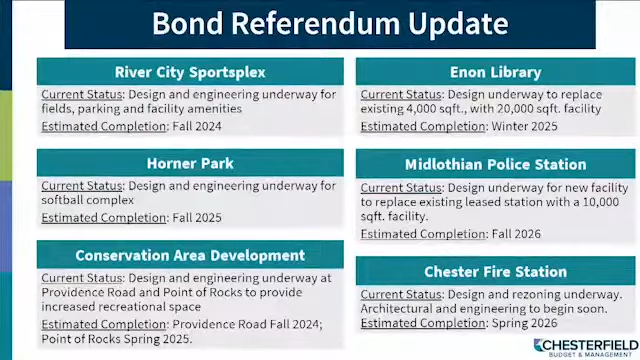 Bond Referendum Update
River City Sportsplex
Current Status: Design and engineering underway for
fields, parking and facility amenities
Estimated Completion: Fall 2024
Horner Park
Current Status: Design and engineering underway for
softball complex
Estimated Completion: Fall 2025
Conservation Area Development
Current Status: Design and engineering underway at
Providence Road and Point of Rocks to provide
increased recreational space
Estimated Completion: Providence Road Fall 2024;
Point of Rocks Spring 2025.
Enon Library
Current Status: Design underway to replace
existing 4,000 sqft., with 20,000 sqft. facility
Estimated Completion: Winter 2025
Midlothian Police Station
Current Status: Design underway for new facility
to replace existing leased station with a 10,000
sqft. facility.
Estimated Completion: Fall 2026
Chester Fire Station
Current Status: Design and rezoning underway.
Architectural and engineering to begin soon.
Estimated Completion: Spring 2026
CHESTERFIELD
BUDGET & MANAGEMENT